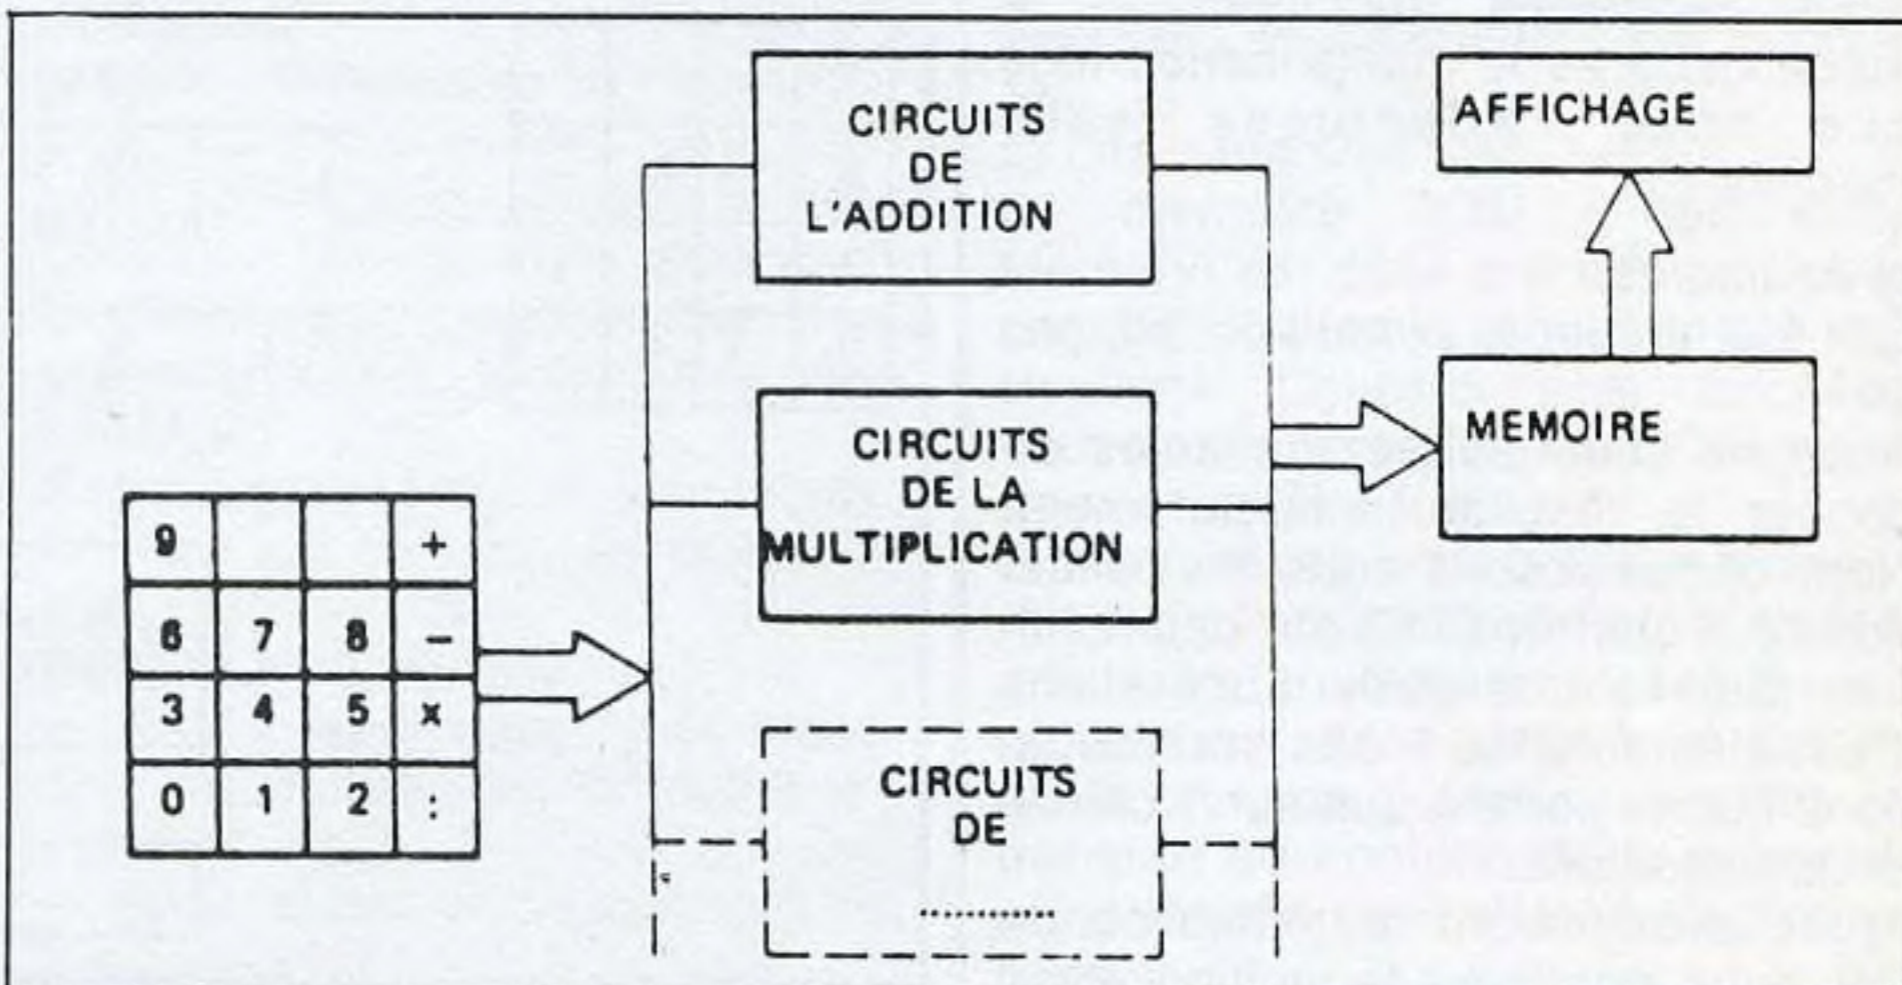 CIRCUITS
DE
L'ADDITION
AFFICHAGE
CIRCUITS
DE LA
MULTIPLICATION
MEMOIRE
9 +
6 7 8 −
3 4 5 x
0 1 2 :
CIRCUITS
DE
...........